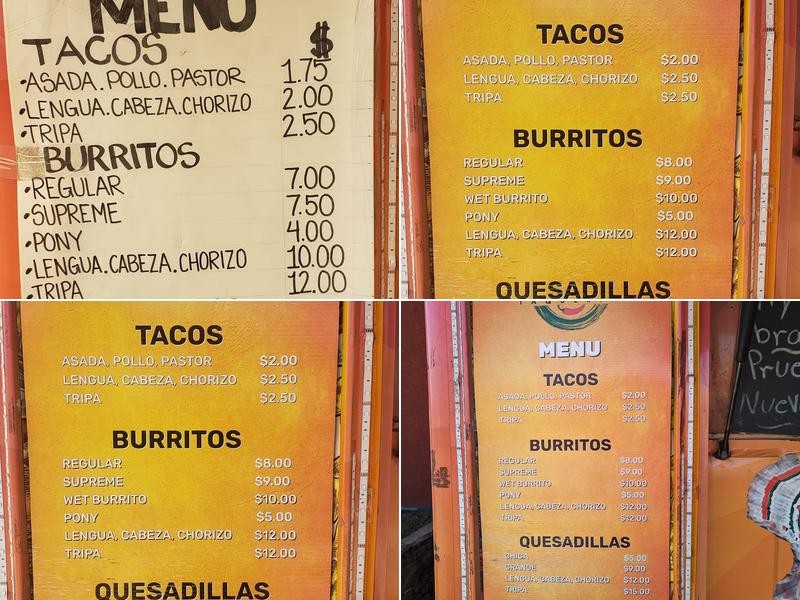 MENU
TACOS $
•ASADA.POLLO.PASTOR 1.75
•LENGUA.CABEZA.CHORIZO 2.00
•TRIPA 2.50
BURRITOS
•REGULAR 7.00
•SUPREME 7.50
•PONY 4.00
•LENGUA.CABEZA.CHORIZO 10.00
•TRIPA 12.00
TACOS
ASADA, POLLO, PASTOR $2.00
LENGUA, CABEZA, CHORIZO $2.50
TRIPA $2.50
BURRITOS
REGULAR $8.00
SUPREME $9.00
WET BURRITO $10.00
PONY $5.00
LENGUA, CABEZA, CHORIZO $12.00
TRIPA $12.00
QUESADILLAS
TACOS
ASADA, POLLO, PASTOR $2.00
LENGUA, CABEZA, CHORIZO $2.50
TRIPA $2.50
BURRITOS
REGULAR $8.00
SUPREME $9.00
WET BURRITO $10.00
PONY $5.00
LENGUA, CABEZA, CHORIZO $12.00
TRIPA $12.00
QUESADILLAS
MENU
TACOS
ASADA, POLLO, PASTOR $2.00
LENGUA, CABEZA, CHORIZO $2.50
TRIPA $2.50
BURRITOS
REGULAR $8.00
SUPREME $9.00
WET BURRITO $10.00
PONY $5.00
LENGUA, CABEZA, CHORIZO $12.00
TRIPA $12.00
QUESADILLAS
CHICA $5.00
GRANDE $9.00
LENGUA, CABEZA, CHORIZO $12.00
TRIPA $15.00